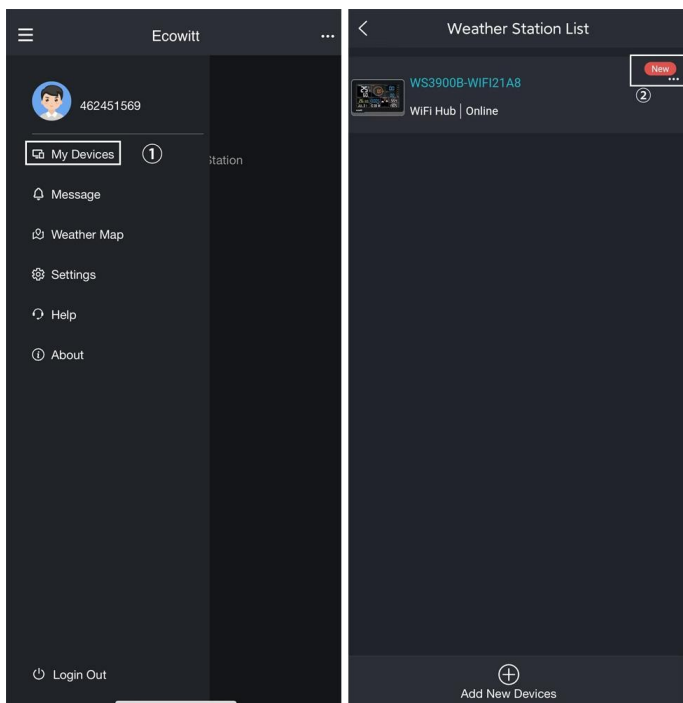 Ecowitt
462451569
My Devices
①
Station
Message
Weather Map
Settings
Help
About
Login Out
Weather Station List
New
WS3900B-WIFI21A8
②
WiFi Hub | Online
Add New Devices